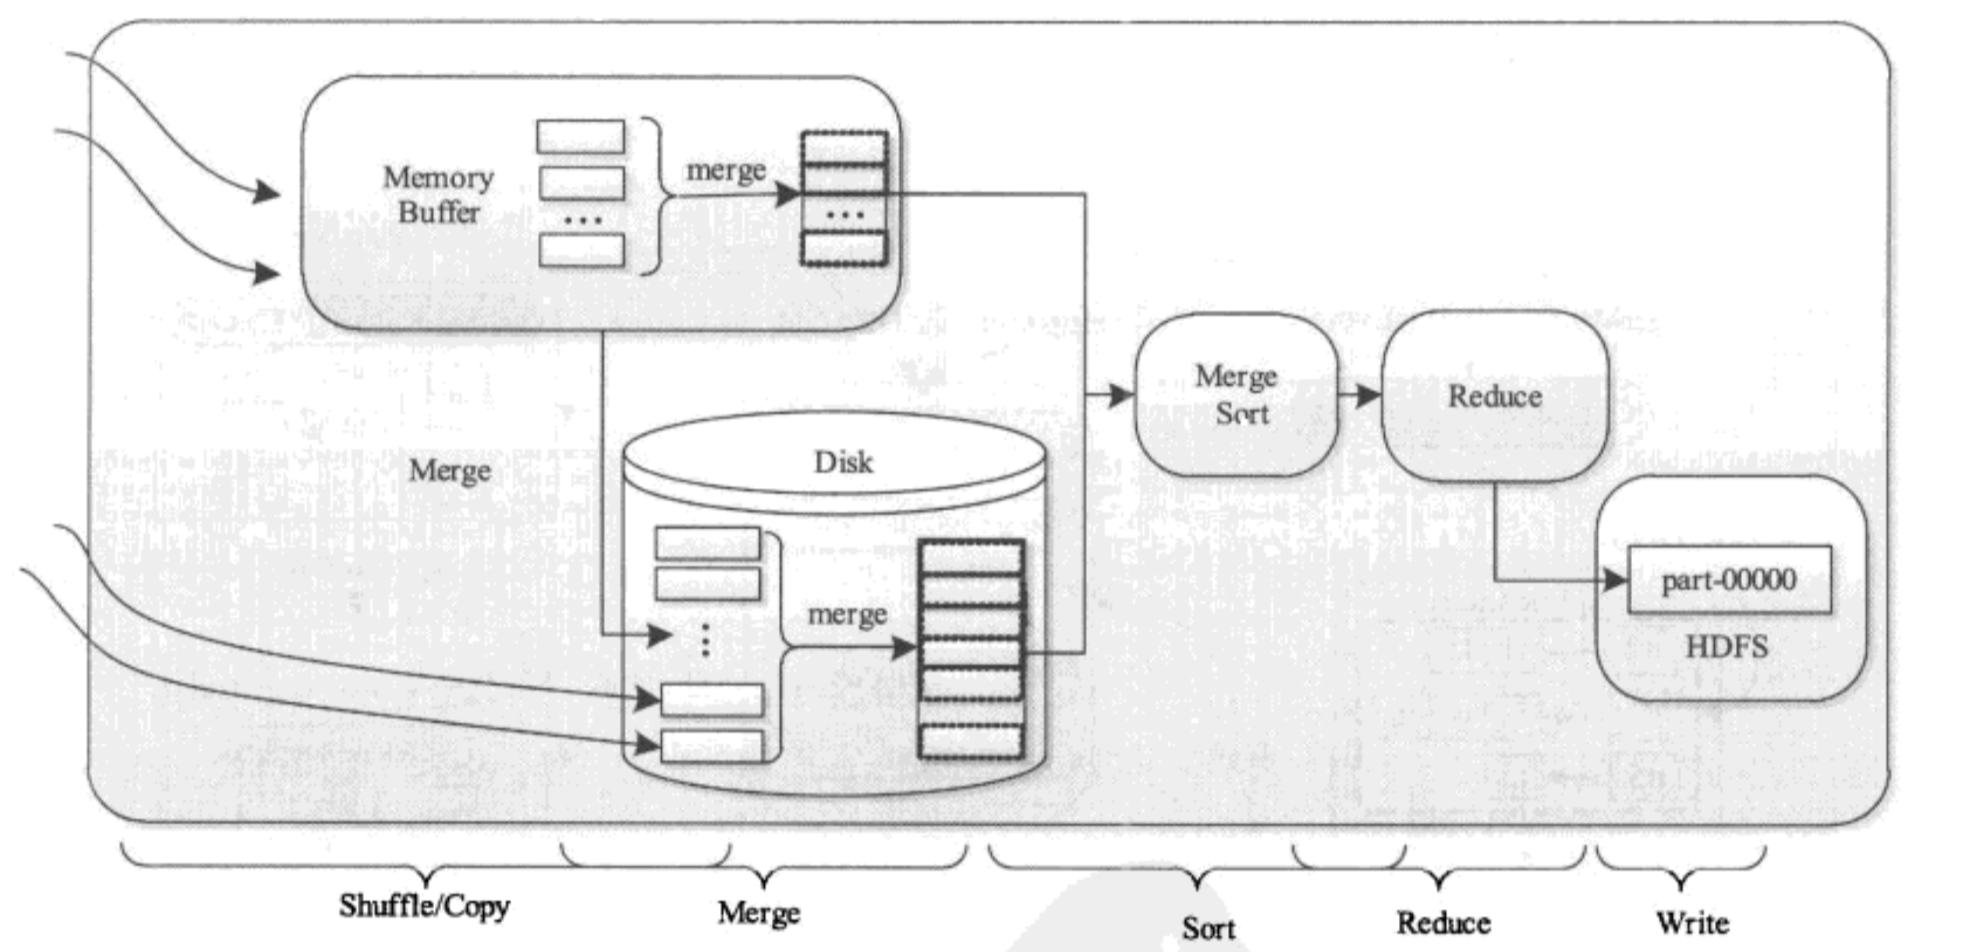 Memory
Buffer
...
merge
...
Merge
Disk
merge
Merge
Sort
Reduce
part-00000
HDFS
Shuffle/Copy
Merge
Sort
Reduce
Write